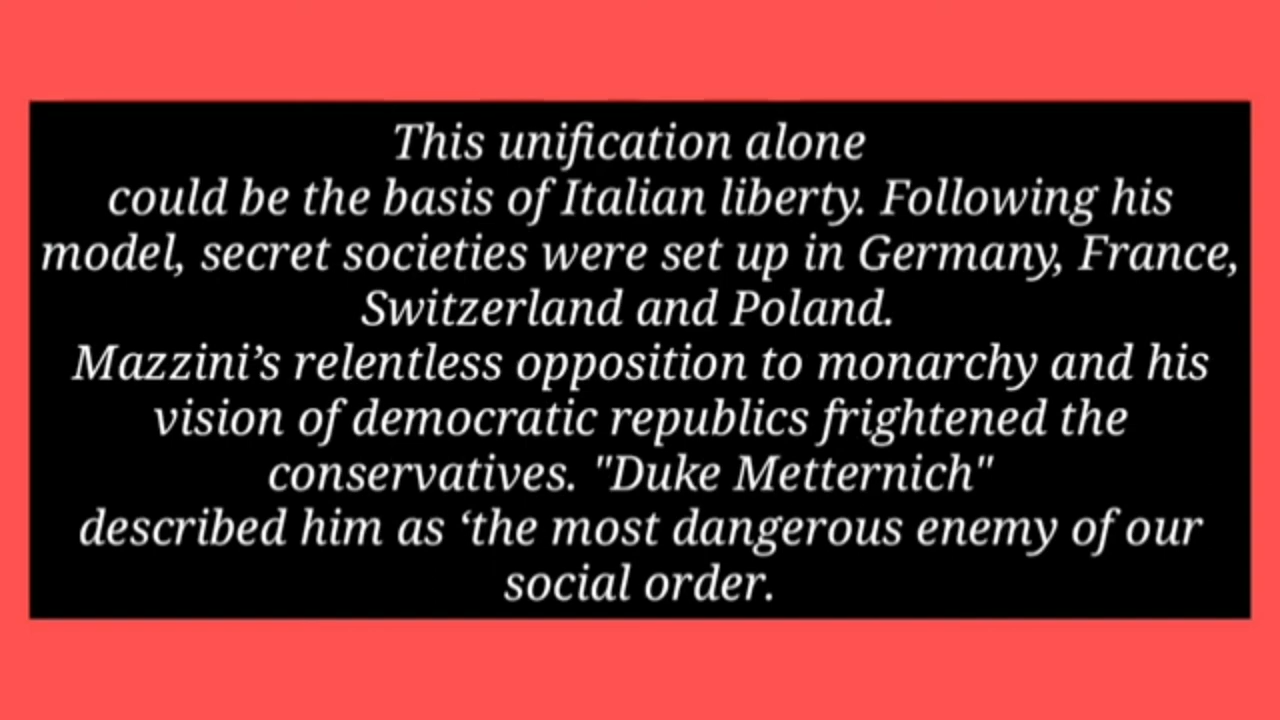 This unification alone
could be the basis of Italian liberty. Following his
model, secret societies were set up in Germany, France,
Switzerland and Poland.
Mazzini’s relentless opposition to monarchy and his
vision of democratic republics frightened the
conservatives. "Duke Metternich"
described him as ‘the most dangerous enemy of our
social order.